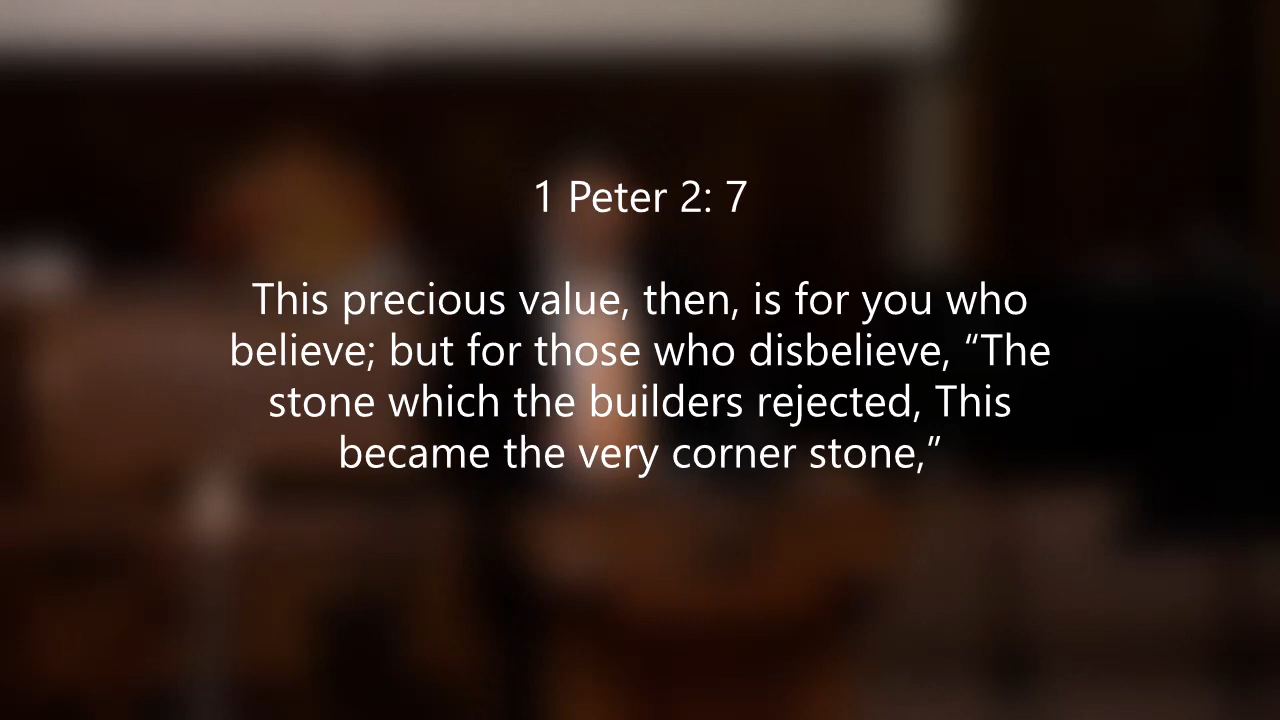 1 Peter 2: 7
This precious value, then, is for you who
believe; but for those who disbelieve, “The
stone which the builders rejected, This
became the very corner stone,”